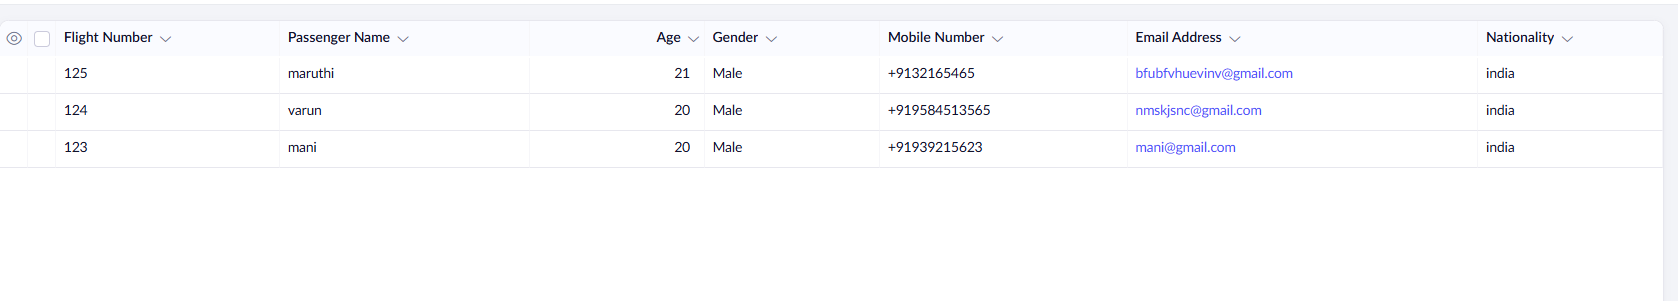 Flight Number Passenger Name Age Gender Mobile Number Email Address Nationality
125 maruthi 21 Male +9132165465 bfubfvhuevinv@gmail.com india
124 varun 20 Male +919584513565 nmskjsnc@gmail.com india
123 mani 20 Male +91939215623 mani@gmail.com india